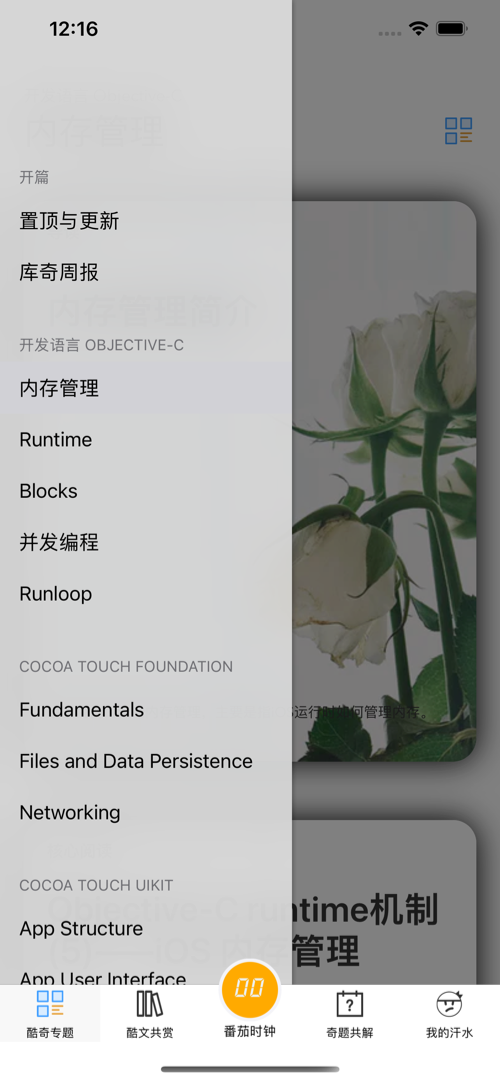 12:16
内存管理
开篇
置顶与更新
库奇周报
内存管理简介
开发语言 OBJECTIVE-C
内存管理
Runtime
Blocks
并发编程
Runloop
COCOA TOUCH FOUNDATION
Fundamentals
运行时如何管理内存。
Files and Data Persistence
Networking
COCOA TOUCH UIKIT
Objective-C runtime机制
App Structure
iOS 内存管理
App User Interface
00
酷奇专题
酷文共赏
番茄时钟
奇题共解
我的汗水